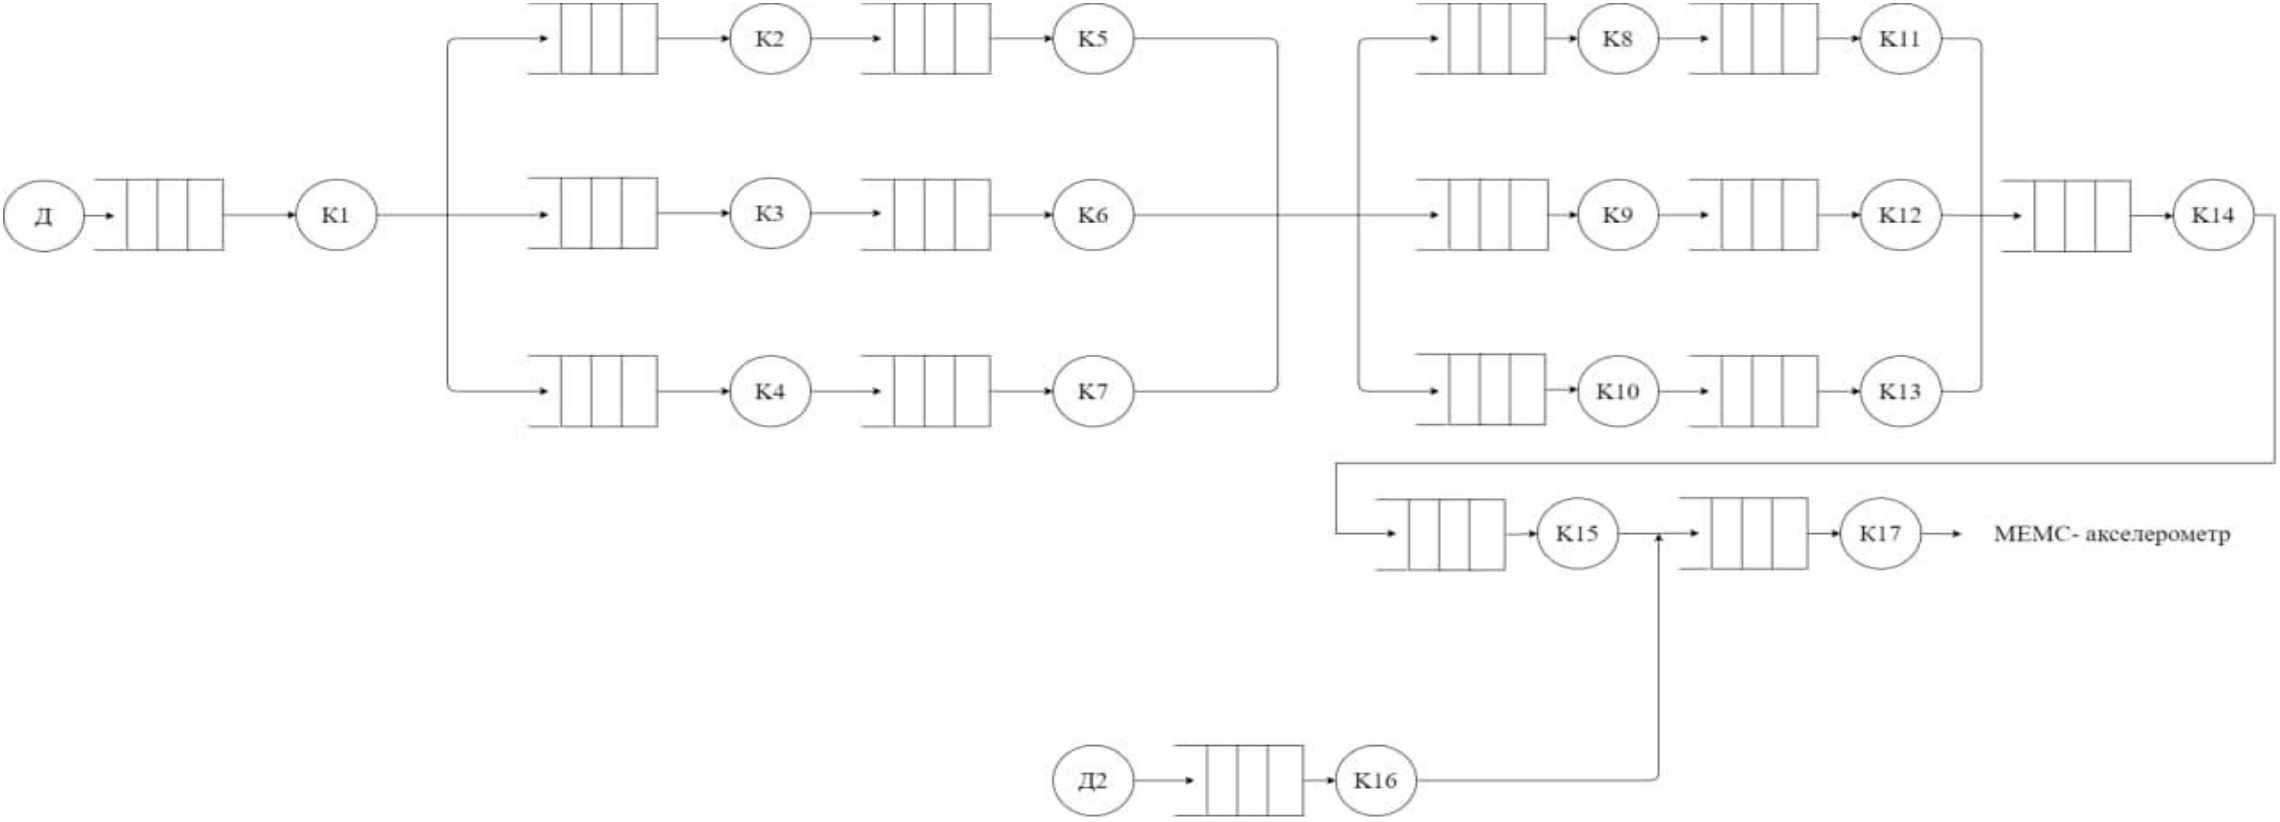 К2
К5
К8
К11
Д
К1
К3
К6
К9
К12
К14
К4
К7
К10
К13
К15
К17
МЕМС- акселерометр
Д2
К16